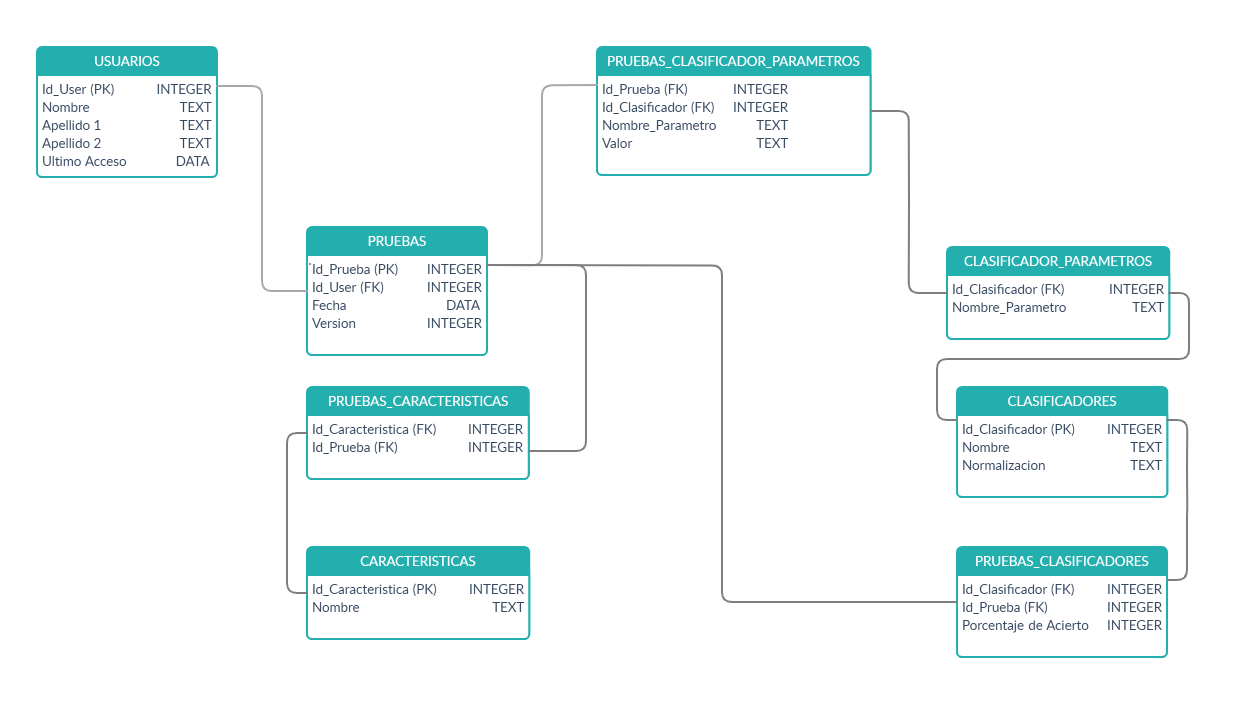 USUARIOS
Id_User (PK) INTEGER
Nombre TEXT
Apellido 1 TEXT
Apellido 2 TEXT
Ultimo Acceso DATA
PRUEBAS_CLASIFICADOR_PARAMETROS
Id_Prueba (FK) INTEGER
Id_Clasificador (FK) INTEGER
Nombre_Parametro TEXT
Valor TEXT
PRUEBAS
Id_Prueba (PK) INTEGER
Id_User (FK) INTEGER
Fecha DATA
Version INTEGER
CLASIFICADOR_PARAMETROS
Id_Clasificador (FK) INTEGER
Nombre_Parametro TEXT
PRUEBAS_CARACTERISTICAS
Id_Caracteristica (FK) INTEGER
Id_Prueba (FK) INTEGER
CLASIFICADORES
Id_Clasificador (PK) INTEGER
Nombre TEXT
Normalizacion TEXT
CARACTERISTICAS
Id_Caracteristica (PK) INTEGER
Nombre TEXT
PRUEBAS_CLASIFICADORES
Id_Clasificador (FK) INTEGER
Id_Prueba (FK) INTEGER
Porcentaje de Acierto INTEGER